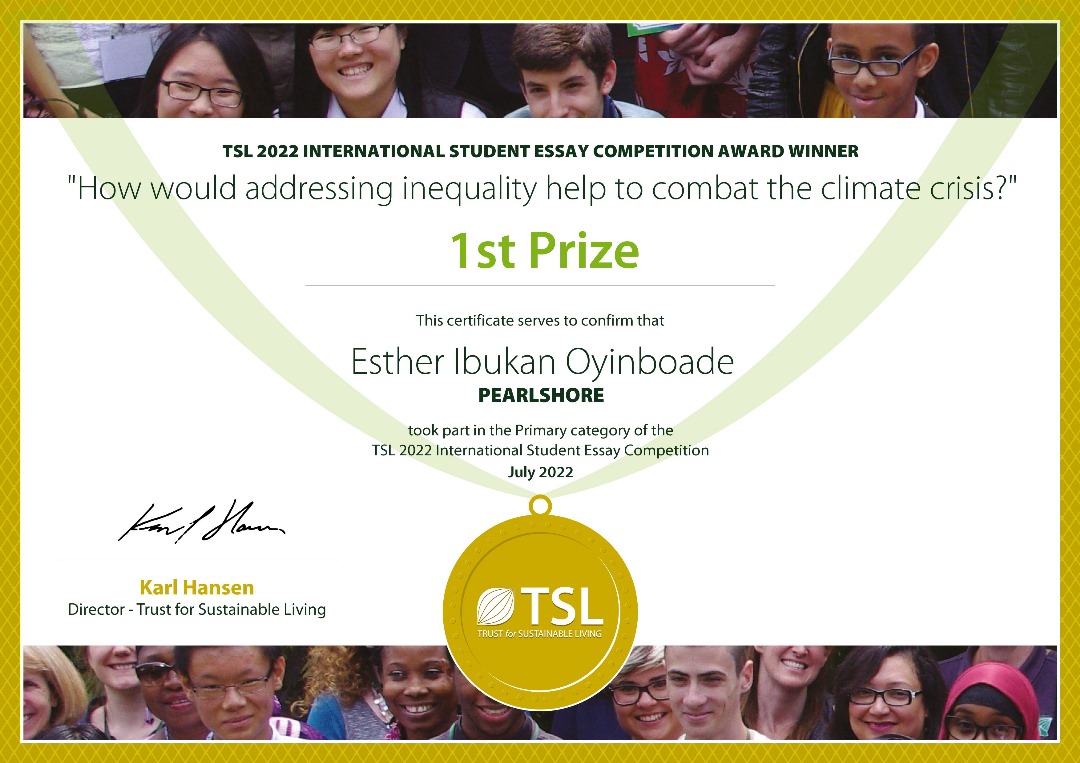 TSL 2022 INTERNATIONAL STUDENT ESSAY COMPETITION AWARD WINNER
"How would addressing inequality help to combat the climate crisis?"
1st Prize
This certificate serves to confirm that
Esther Ibukan Oyinboade
PEARLSHORE
took part in the Primary category of the
TSL 2022 International Student Essay Competition
July 2022
Karl Hansen
Karl Hansen
Director - Trust for Sustainable Living
TSL
TRUST for SUSTAINABLE LIVING